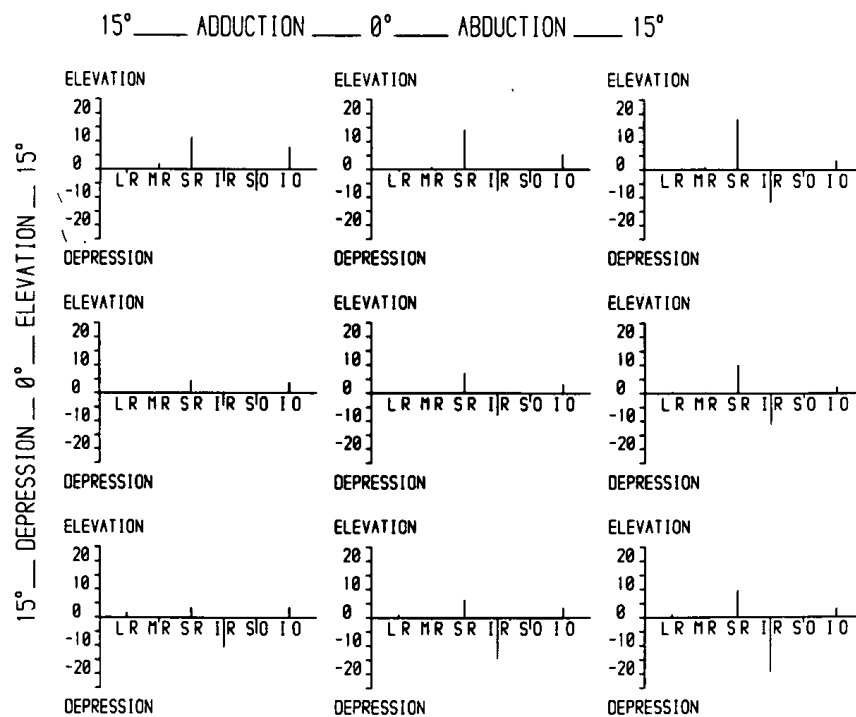 15° ___ ADDUCTION ___ 0° ___ ABDUCTION ___ 15°
15° __ DEPRESSION __ 0° __ ELEVATION __ 15°
ELEVATION ELEVATION ELEVATION
20 20 20
10 10 10
0 0 0
LR MR SR IR SO IO LR MR SR IR SO IO LR MR SR IR SO IO
-10 -10 -10
-20 -20 -20
DEPRESSION DEPRESSION DEPRESSION
ELEVATION ELEVATION ELEVATION
20 20 20
10 10 10
0 0 0
LR MR SR IR SO IO LR MR SR IR SO IO LR MR SR IR SO IO
-10 -10 -10
-20 -20 -20
DEPRESSION DEPRESSION DEPRESSION
ELEVATION ELEVATION ELEVATION
20 20 20
10 10 10
0 0 0
LR MR SR IR SO IO LR MR SR IR SO IO LR MR SR IR SO IO
-10 -10 -10
-20 -20 -20
DEPRESSION DEPRESSION DEPRESSION